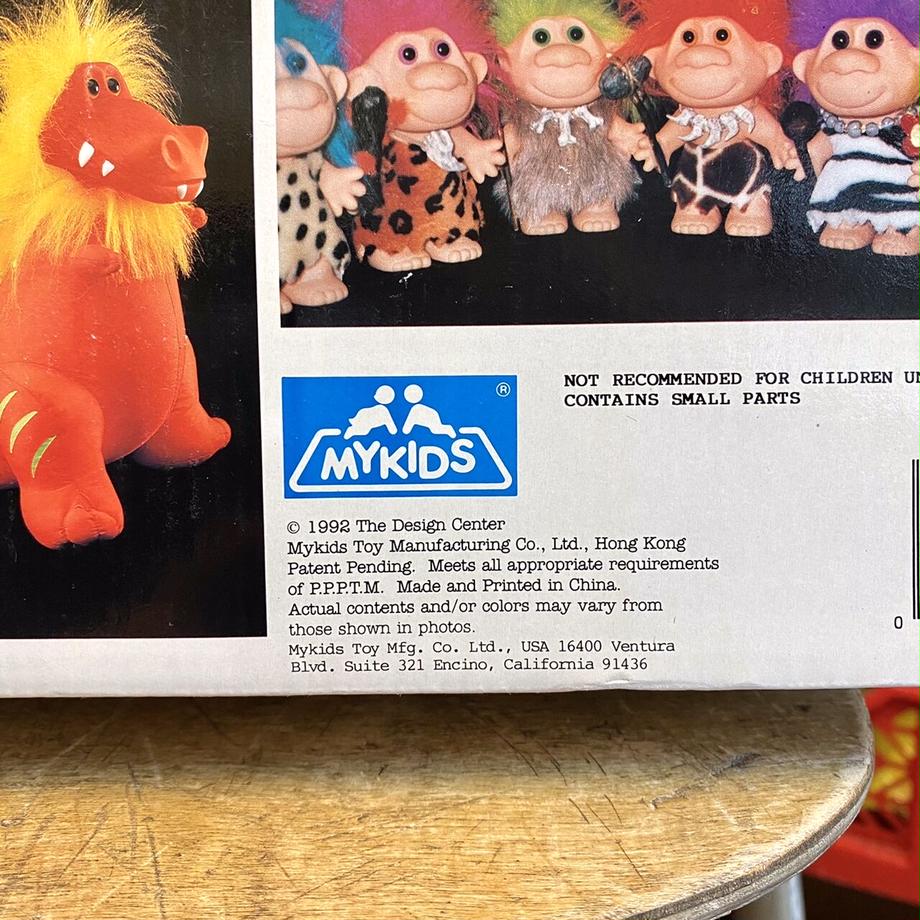 NOT RECOMMENDED FOR CHILDREN
CONTAINS SMALL PARTS
®
MYKIDS
© 1992 The Design Center
Mykids Toy Manufacturing Co., Ltd., Hong Kong
Patent Pending. Meets all appropriate requirements
of P.P.P.T.M. Made and Printed in China.
Actual contents and/or colors may vary from
those shown in photos.
Mykids Toy Mfg. Co. Ltd., USA 16400 Ventura
Blvd. Suite 321 Encino, California 91436
0